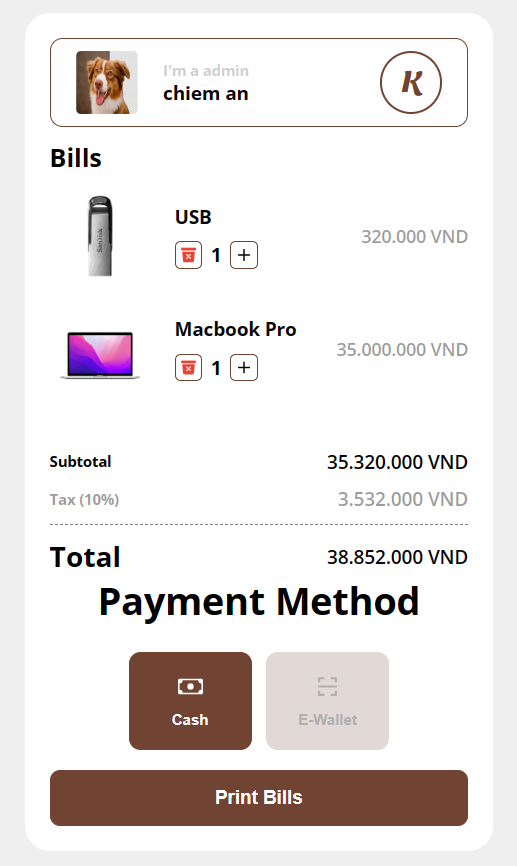 I'm a admin
chiem an
K
Bills
SanDisk
USB
1
320.000 VND
Macbook Pro
1
35.000.000 VND
Subtotal 35.320.000 VND
Tax (10%) 3.532.000 VND
Total 38.852.000 VND
Payment Method
Cash
E-Wallet
Print Bills